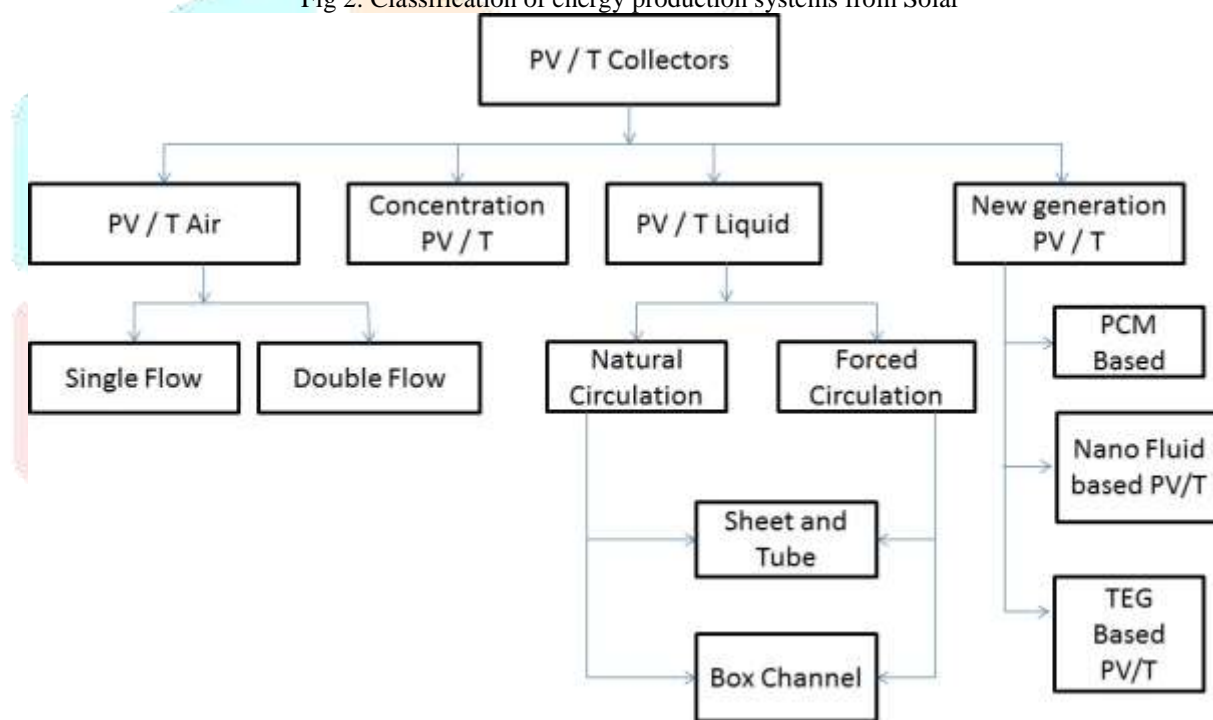 Fig 2. Classification of energy production systems from Solar
PV / T Collectors
PV / T Air
Concentration
PV / T
PV / T Liquid
New generation
PV / T
Single Flow
Double Flow
Natural
Circulation
Forced
Circulation
PCM
Based
Nano Fluid
based PV/T
Sheet and
Tube
TEG
Based
PV/T
Box Channel